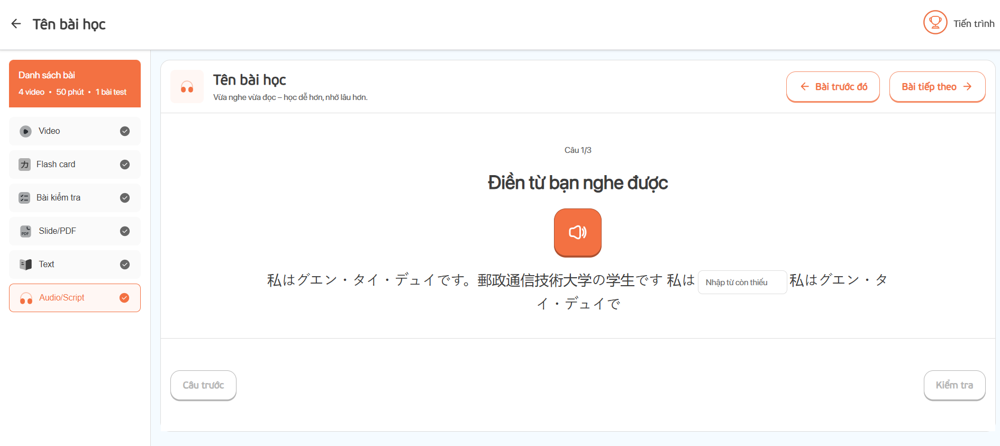 Tên bài học
Tiến trình
Danh sách bài
4 video • 50 phút • 1 bài test
Video
力 Flash card
Bài kiểm tra
PDF Slide/PDF
Text
Audio/Script
Tên bài học
Vừa nghe vừa đọc – học dễ hơn, nhớ lâu hơn.
Bài trước đó
Bài tiếp theo
Câu 1/3
Điền từ bạn nghe được
私はグエン・タイ・デュイです。郵政通信技術大学の学生です 私は Nhập từ còn thiếu 私はグエン・タ
イ・デュイで
Câu trước
Kiểm tra